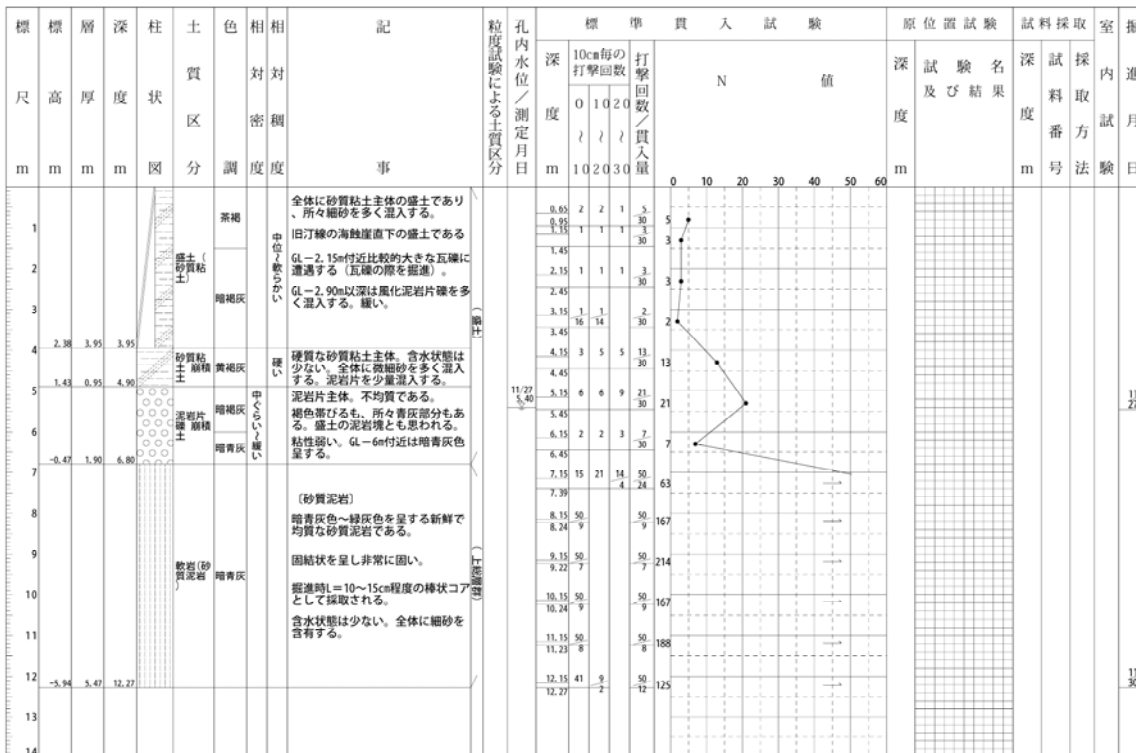 標尺 m
標高 m
層厚 m
深度 m
柱状図
土質区分
色調
相対密度
相対稠度
記事
粒度試験による土質区分
孔内水位/測定月日
標準貫入試験
深度 m
10cm毎の打撃回数
0~10 10~20 20~30
打撃回数/貫入量
N値
0 10 20 30 40 50 60
原位置試験
深度 m
試験名及び結果
試料採取
深度 m
試料番号
採取方法
室内試験
掘進月日
1
2
3
4
5
6
7
8
9
10
11
12
13
14
2.38 3.95 3.95
盛土(砂質粘土)
茶褐
暗褐灰
中位~軟らかい
全体に砂質粘土主体の盛土であり
、所々細砂を多く混入する。
旧汀線の海蝕崖直下の盛土である
GL-2.15m付近比較的大きな瓦礫に
遭遇する(瓦礫の際を掘進)。
GL-2.90m以深は風化泥岩片礫を多
く混入する。緩い。
(盛土)
1.43 0.95 4.90
砂質粘土 崩積土
黄褐灰
硬い
硬質な砂質粘土主体。含水状態は
少ない。全体に微細砂を多く混入
する。泥岩片を少量混入する。
-0.47 1.90 6.80
泥岩片礫 崩積土
暗褐灰
暗青灰
中ぐらい~緩い
泥岩片主体。不均質である。
褐色帯びるも、所々青灰部分もあ
る。盛土の泥岩塊とも思われる。
粘性弱い。GL-6m付近は暗青灰色
呈する。
-5.94 5.47 12.27
軟岩(砂質泥岩)
暗青灰
〔砂質泥岩〕
暗青灰色~緑灰色を呈する新鮮で
均質な砂質泥岩である。
固結状を呈し非常に固い。
掘進時L=10~15cm程度の棒状コア
として採取される。
含水状態は少ない。全体に細砂を
含有する。
(上総層群)
11/27
5.40
0.65 2 2 1 5/30 5
0.95
1.15 1 1 1 3/30 3
1.45
2.15 1 1 1 3/30 3
2.45
3.15 1/16 1/14 2/30 2
3.45
4.15 3 5 5 13/30 13
4.45
5.15 6 6 9 21/30 21
5.45
6.15 2 2 3 7/30 7
6.45
7.15 15 21 14/4 50/24 63
7.39
8.15 50/9 50/9 167
8.24
9.15 50/7 50/7 214
9.22
10.15 50/9 50/9 167
10.24
11.15 50/8 50/8 188
11.23
12.15 41 9/2 50/12 125
12.27
11
27
11
30